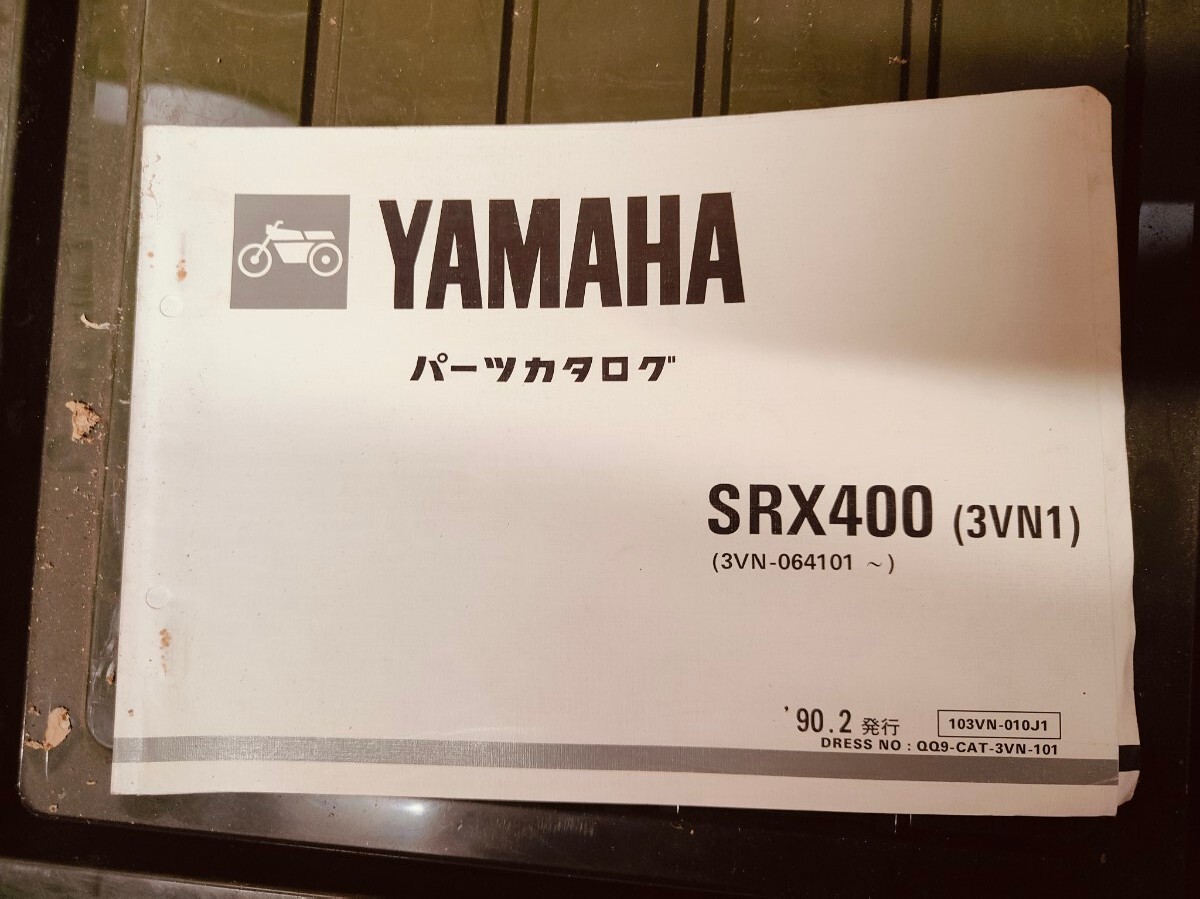 YAMAHA
パーツカタログ
SRX400 (3VN1)
(3VN-064101 ~)
'90.2 発行 103VN-010J1
DRESS NO : QQ9-CAT-3VN-101